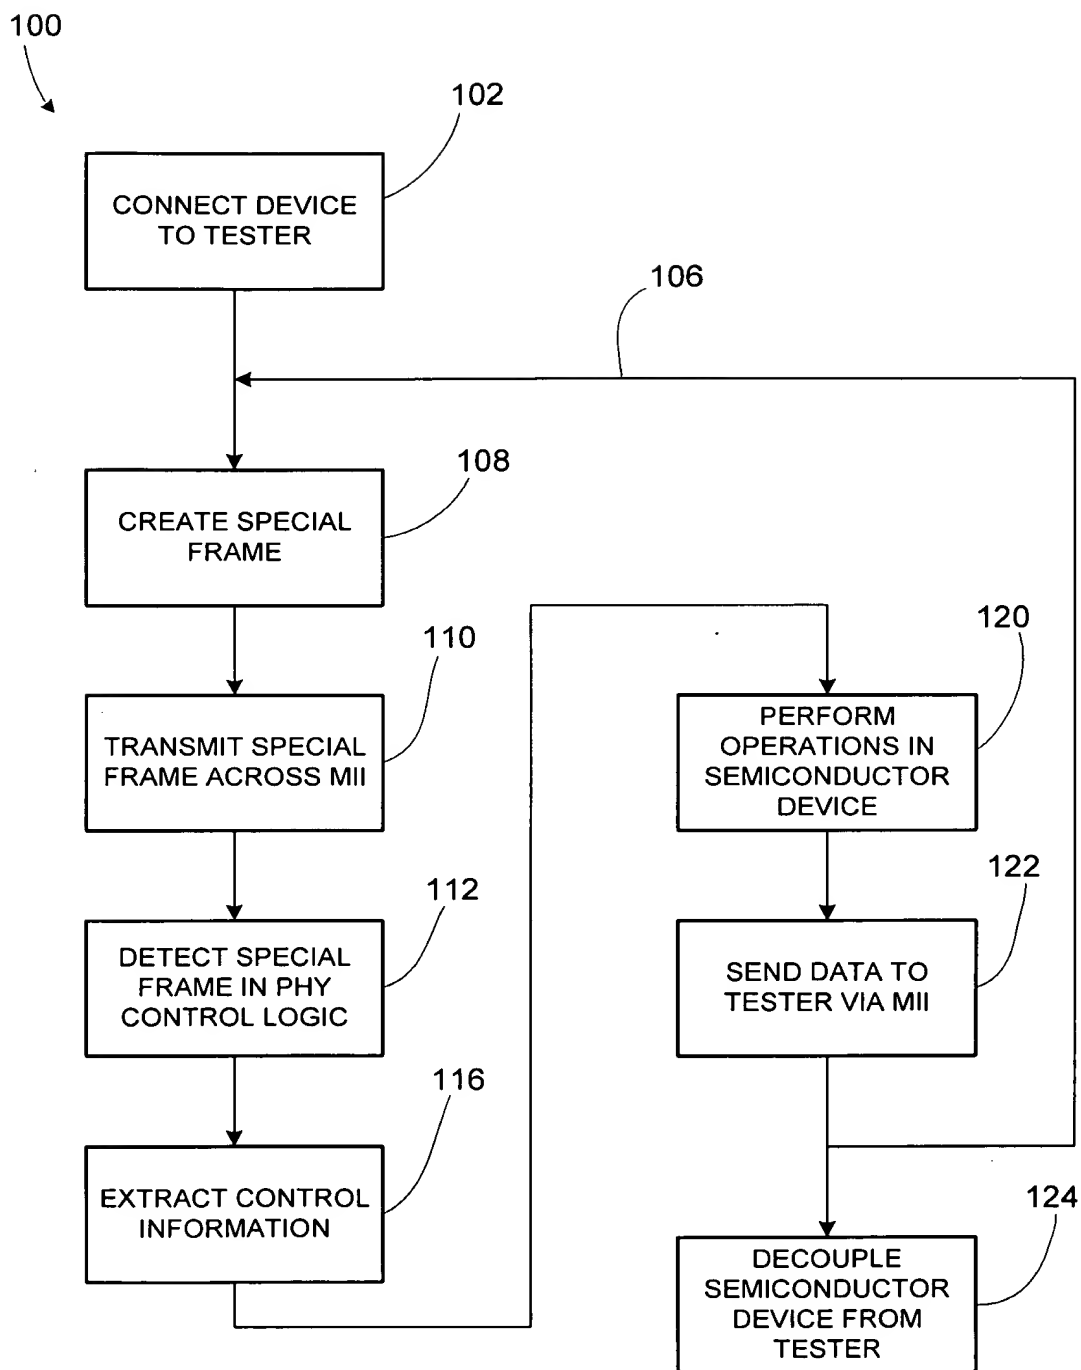 100
102
CONNECT DEVICE
TO TESTER
106
108
CREATE SPECIAL
FRAME
110
TRANSMIT SPECIAL
FRAME ACROSS MII
112
DETECT SPECIAL
FRAME IN PHY
CONTROL LOGIC
116
EXTRACT CONTROL
INFORMATION
120
PERFORM
OPERATIONS IN
SEMICONDUCTOR
DEVICE
122
SEND DATA TO
TESTER VIA MII
124
DECOUPLE
SEMICONDUCTOR
DEVICE FROM
TESTER